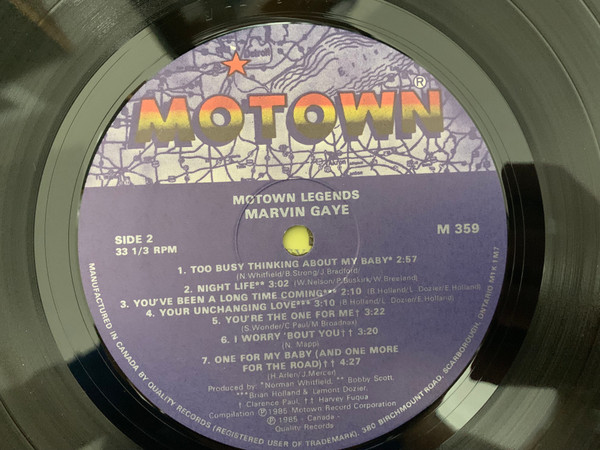 Detroit
MOTOWN®
MOTOWN LEGENDS
MARVIN GAYE
SIDE 2
33 1/3 RPM
M 359
1. TOO BUSY THINKING ABOUT MY BABY* 2:57
(N.Whitfield/B.Strong/J.Bradford)
2. NIGHT LIFE** 3:02 (W.Nelson/P.Buskirk/W.Breeland)
3. YOU'VE BEEN A LONG TIME COMING*** 2:10 (B Holland/L. Dozier/E.Holland)
4. YOUR UNCHANGING LOVE*** 3:10 (B Holland/L. Dozier/E.Holland)
5. YOU'RE THE ONE FOR ME† 3:22
(S.Wonder/C.Paul/M.Broadnax)
6. I WORRY 'BOUT YOU†† 3:20
(N. Mapp)
7. ONE FOR MY BABY (AND ONE MORE
FOR THE ROAD)†† 4:27
(H.Arlen/J.Mercer)
Produced by *Norman Whitfield, ** Bobby Scott,
***Brian Holland & Lamont Dozier,
† Clarence Paul, †† Harvey Fuqua
Compilation Ⓟ1985 Motown Record Corporation
Ⓟ1985 - Canada -
Quality Records
MANUFACTURED IN CANADA BY QUALITY RECORDS (REGISTERED USER OF TRADEMARK), 380 BIRCHMOUNT ROAD, SCARBOROUGH, ONTARIO M1K 1M7